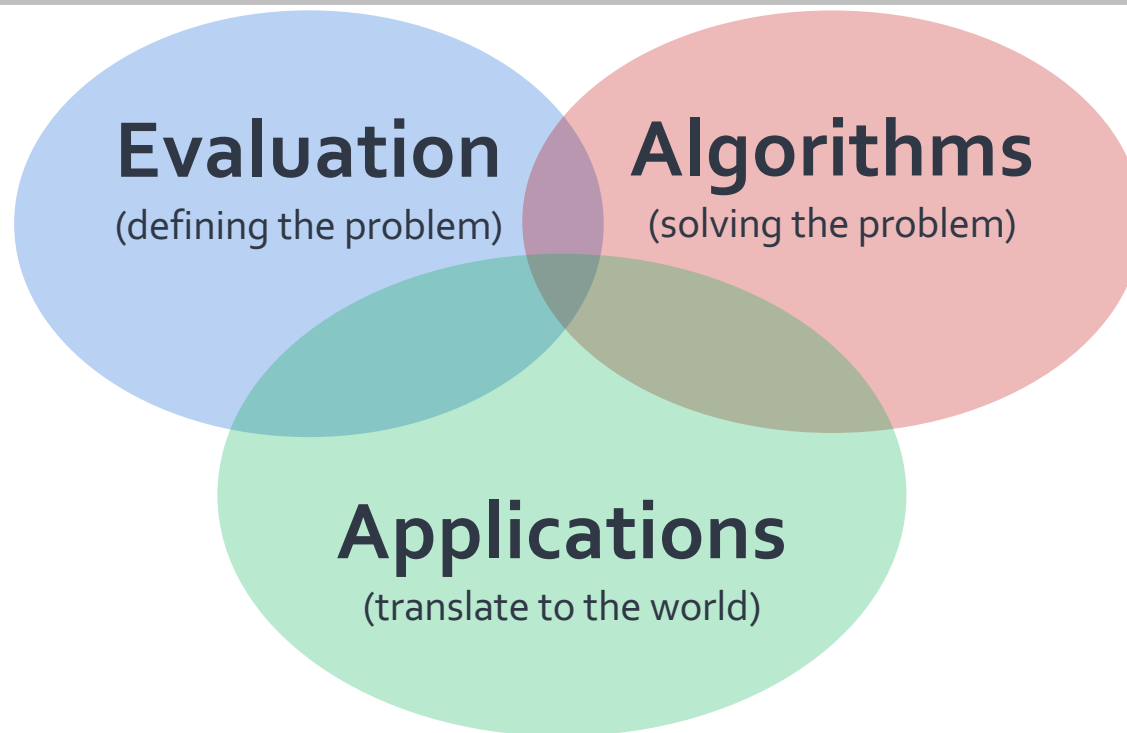 Evaluation
(defining the problem)
Algorithms
(solving the problem)
Applications
(translate to the world)